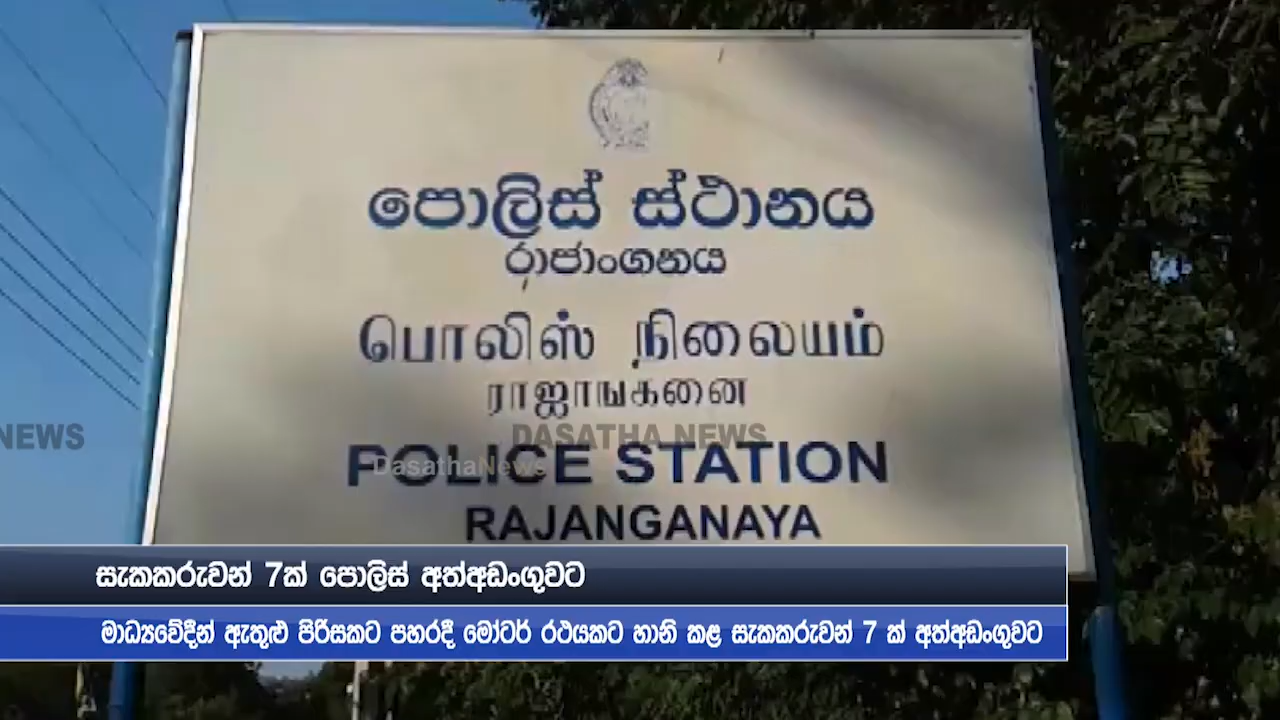 පොලිස් ස්ථානය
රාජාංගනය
பொலிஸ் நிலையம்
ராஜாங்கனை
NEWS
DASATHA NEWS
DasathaNews
POLICE STATION
RAJANGANAYA
සැකකරුවන් 7ක් පොලිස් අත්අඩංගුවට
මාධ්‍යවේදීන් ඇතුළු පිරිසකට පහරදී මෝටර් රථයකට හානි කළ සැකකරුවන් 7 ක් අත්අඩංගුවට